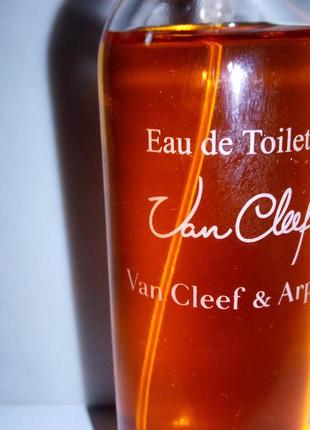 Eau de Toilet
Van Cleef
Van Cleef & Arp